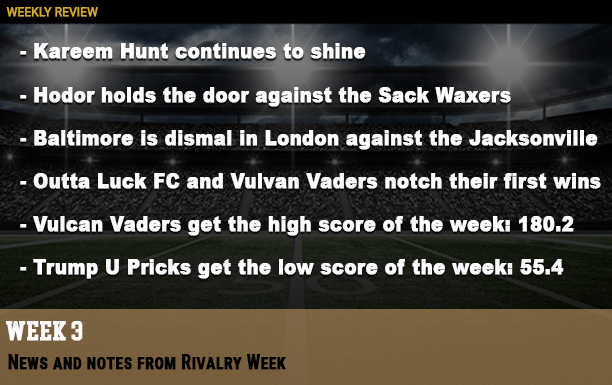 WEEKLY REVIEW
- Kareem Hunt continues to shine
- Hodor holds the door against the Sack Waxers
- Baltimore is dismal in London against the Jacksonville
- Outta Luck FC and Vulvan Vaders notch their first wins
- Vulcan Vaders get the high score of the week: 180.2
- Trump U Pricks get the low score of the week: 55.4
WEEK 3
News and notes from Rivalry Week